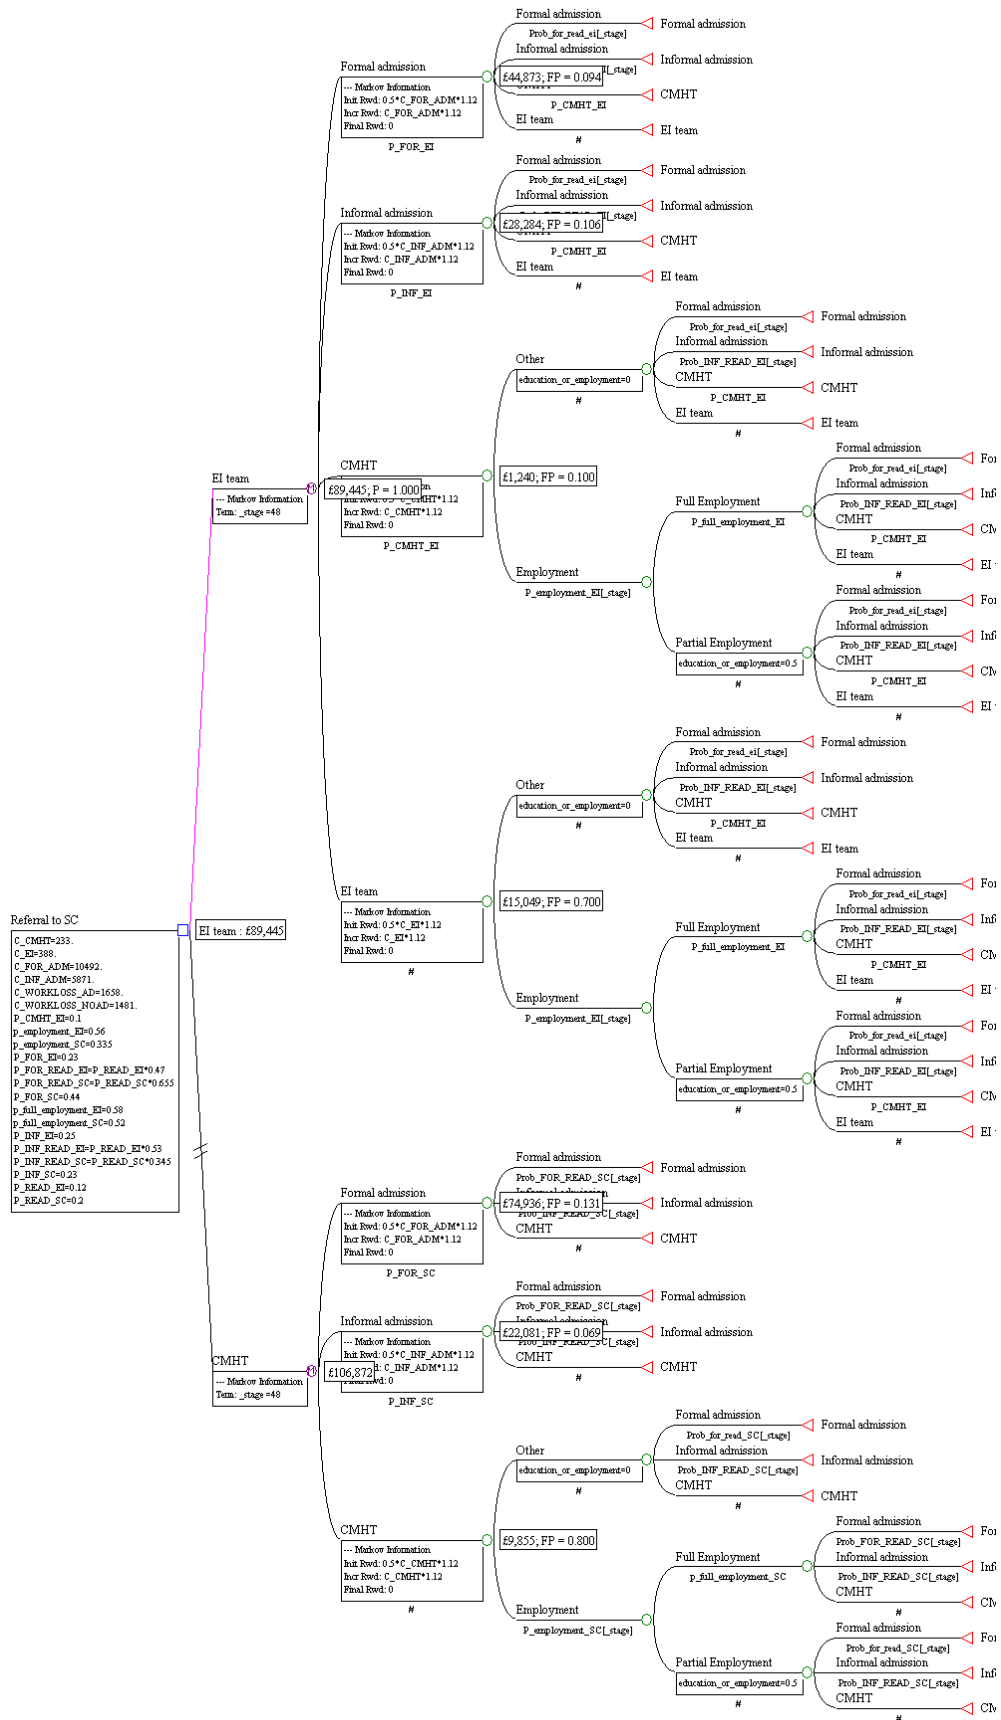 Formal admission
Prob_for_read_ei[_stage]
Formal admission
Informal admission
Informal admission
£44,873; FP = 0.094
CMHT
P_CMHT_EI
EI team
#
EI team
Formal admission
--- Markov Information
Init Rwd: 0.5*C_FOR_ADM*1.12
Incr Rwd: C_FOR_ADM*1.12
Final Rwd: 0
P_FOR_EI
Formal admission
Prob_for_read_ei[_stage]
Formal admission
Informal admission
Informal admission
£28,284; FP = 0.106
CMHT
P_CMHT_EI
EI team
#
EI team
Informal admission
--- Markov Information
Init Rwd: 0.5*C_INF_ADM*1.12
Incr Rwd: C_INF_ADM*1.12
Final Rwd: 0
P_INF_EI
Formal admission
Prob_for_read_ei[_stage]
Formal admission
Informal admission
Prob_INF_READ_EI[_stage]
Informal admission
CMHT
P_CMHT_EI
CMHT
EI team
#
EI team
Other
education_or_employment=0
#
CMHT
£1,240; FP = 0.100
Incr Rwd: C_CMHT*1.12
Final Rwd: 0
P_CMHT_EI
EI team
--- Markov Information
Term: _stage =48
£89,445; P = 1.000
Formal admission
Prob_for_read_ei[_stage]
Informal admission
Prob_INF_READ_EI[_stage]
CMHT
P_CMHT_EI
EI team
#
Full Employment
P_full_employment_EI
Employment
P_employment_EI[_stage]
Formal admission
Prob_for_read_ei[_stage]
Informal admission
Prob_INF_READ_EI[_stage]
CMHT
P_CMHT_EI
EI team
#
Partial Employment
education_or_employment=0.5
#
Formal admission
Prob_for_read_ei[_stage]
Formal admission
Informal admission
Prob_INF_READ_EI[_stage]
Informal admission
CMHT
P_CMHT_EI
CMHT
EI team
#
EI team
Other
education_or_employment=0
#
EI team
--- Markov Information
Init Rwd: 0.5*C_EI*1.12
Incr Rwd: C_EI*1.12
Final Rwd: 0
#
£15,049; FP = 0.700
Formal admission
Prob_for_read_ei[_stage]
Informal admission
Prob_INF_READ_EI[_stage]
CMHT
P_CMHT_EI
EI team
#
Full Employment
P_full_employment_EI
Employment
P_employment_EI[_stage]
Formal admission
Prob_for_read_ei[_stage]
Informal admission
Prob_INF_READ_EI[_stage]
CMHT
P_CMHT_EI
EI team
#
Partial Employment
education_or_employment=0.5
#
Referral to SC
EI team : £89,445
C_CMHT=233.
C_EI=388.
C_FOR_ADM=10492.
C_INF_ADM=5871.
C_WORKLOSS_AD=1658.
C_WORKLOSS_NOAD=1481.
P_CMHT_EI=0.1
p_employment_EI=0.56
p_employment_SC=0.335
P_FOR_EI=0.23
P_FOR_READ_EI=P_READ_EI*0.47
P_FOR_READ_SC=P_READ_SC*0.655
P_FOR_SC=0.44
p_full_employment_EI=0.58
p_full_employment_SC=0.52
P_INF_EI=0.25
P_INF_READ_EI=P_READ_EI*0.53
P_INF_READ_SC=P_READ_SC*0.345
P_INF_SC=0.23
P_READ_EI=0.12
P_READ_SC=0.2
Formal admission
Prob_FOR_READ_SC[_stage]
Formal admission
£74,936; FP = 0.131
Informal admission
CMHT
#
CMHT
Formal admission
--- Markov Information
Init Rwd: 0.5*C_FOR_ADM*1.12
Incr Rwd: C_FOR_ADM*1.12
Final Rwd: 0
P_FOR_SC
Formal admission
Prob_FOR_READ_SC[_stage]
Formal admission
£22,081; FP = 0.069
Informal admission
CMHT
#
CMHT
Informal admission
--- Markov Information
Init Rwd: 0.5*C_INF_ADM*1.12
C_INF_ADM*1.12
P_INF_SC
CMHT
--- Markov Information
Term: _stage =48
£106,872
Formal admission
Prob_for_read_SC[_stage]
Formal admission
Informal admission
Prob_INF_READ_SC[_stage]
Informal admission
CMHT
#
CMHT
Other
education_or_employment=0
#
CMHT
--- Markov Information
Init Rwd: 0.5*C_CMHT*1.12
Incr Rwd: C_CMHT*1.12
Final Rwd: 0
#
£9,855; FP = 0.800
Formal admission
Prob_FOR_READ_SC[_stage]
Informal admission
Prob_INF_READ_SC[_stage]
CMHT
#
Full Employment
p_full_employment_SC
Employment
P_employment_SC[_stage]
Formal admission
Prob_for_read_SC[_stage]
Informal admission
Prob_INF_READ_SC[_stage]
CMHT
#
Partial Employment
education_or_employment=0.5
#